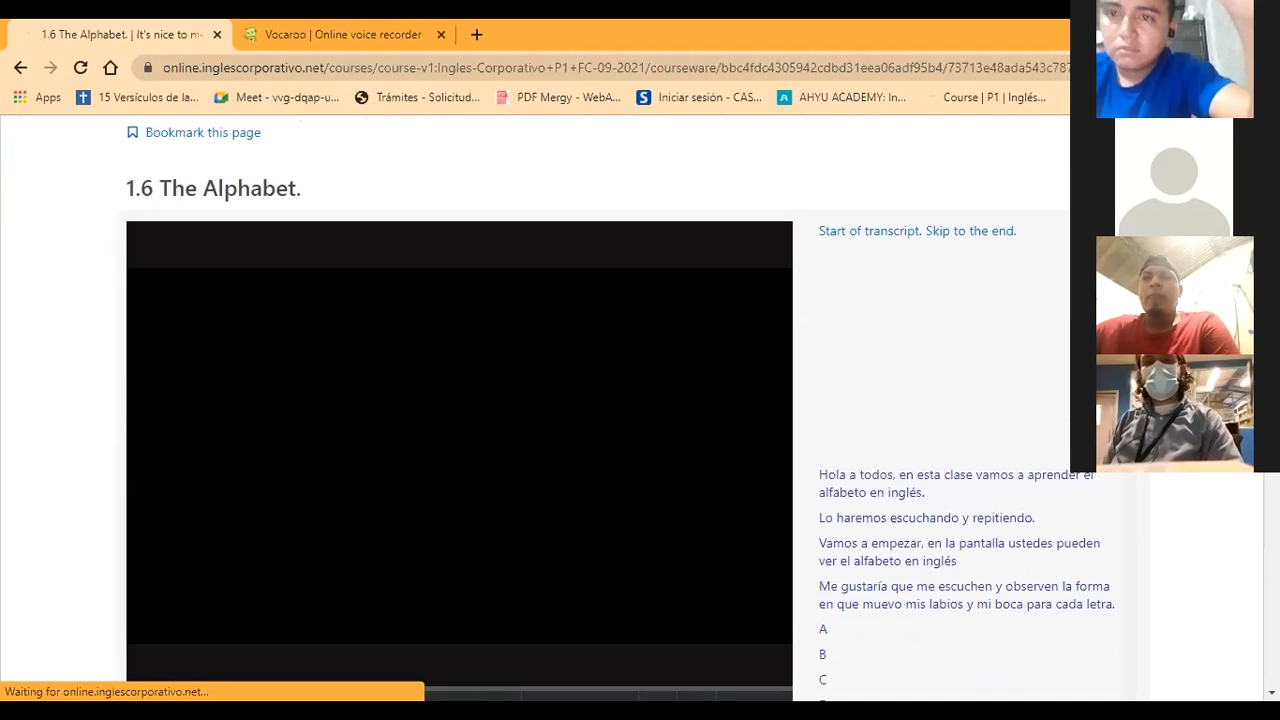 1.6 The Alphabet. | It's nice to m
Vocaroo | Online voice recorder
online.inglescorporativo.net/courses/course-v1:Ingles-Corporativo+P1+FC-09-2021/courseware/bbc4fdc4305942cdbd31eea06adf95b4/73713e48ada543c787
Apps
15 Versículos de la...
Meet - vvg-dqap-u...
Trámites - Solicitud...
PDF Mergy - WebA...
Iniciar sesión - CAS...
AHYU ACADEMY: In...
Course | P1 | Inglés...
Bookmark this page
1.6 The Alphabet.
Start of transcript. Skip to the end.
Hola a todos, en esta clase vamos a aprender el
alfabeto en inglés.
Lo haremos escuchando y repitiendo.
Vamos a empezar, en la pantalla ustedes pueden
ver el alfabeto en inglés
Me gustaría que me escuchen y observen la forma
en que muevo mis labios y mi boca para cada letra.
A
B
C
Waiting for online.inglescorporativo.net...